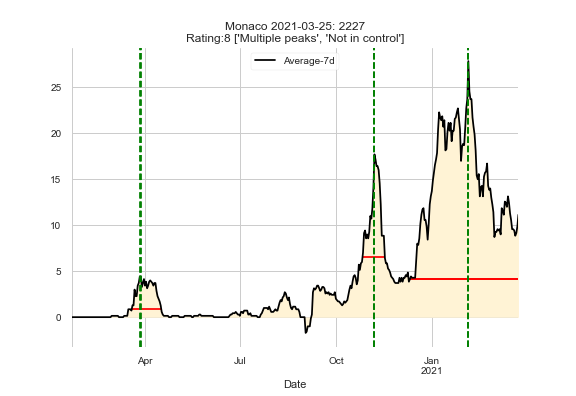 Monaco 2021-03-25: 2227
Rating:8 ['Multiple peaks', 'Not in control']
Average-7d
25
20
15
10
5
0
Apr
Jul
Oct
Jan
2021
Date